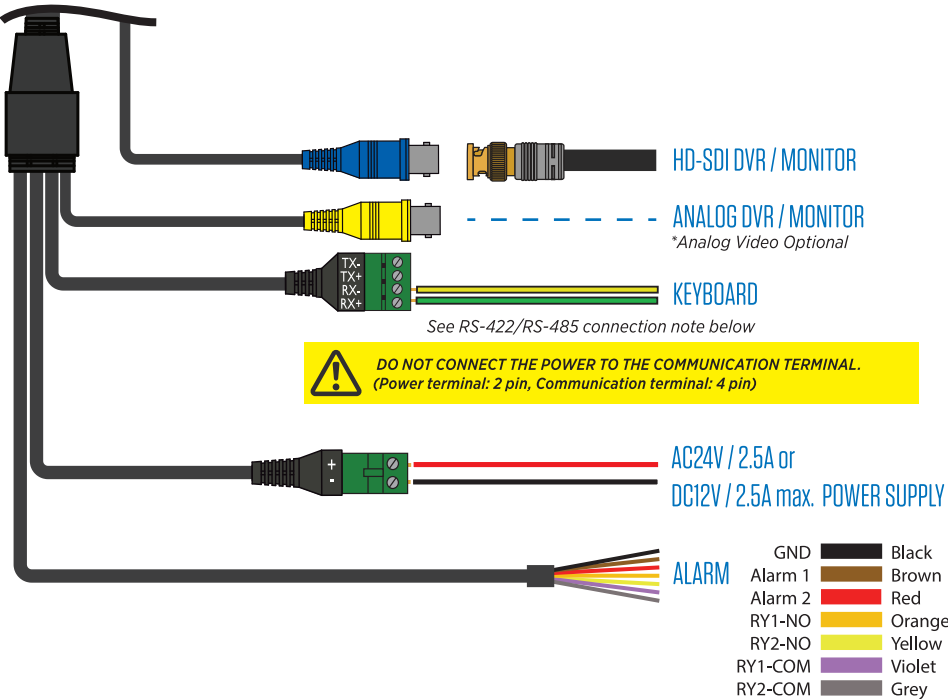 HD-SDI DVR / MONITOR
ANALOG DVR / MONITOR
*Analog Video Optional
TX-
TX+
RX-
RX+
KEYBOARD
See RS-422/RS-485 connection note below
DO NOT CONNECT THE POWER TO THE COMMUNICATION TERMINAL.
(Power terminal: 2 pin, Communication terminal: 4 pin)
+
-
AC24V / 2.5A or
DC12V / 2.5A max. POWER SUPPLY
ALARM
GND Black
Alarm 1 Brown
Alarm 2 Red
RY1-NO Orange
RY2-NO Yellow
RY1-COM Violet
RY2-COM Grey